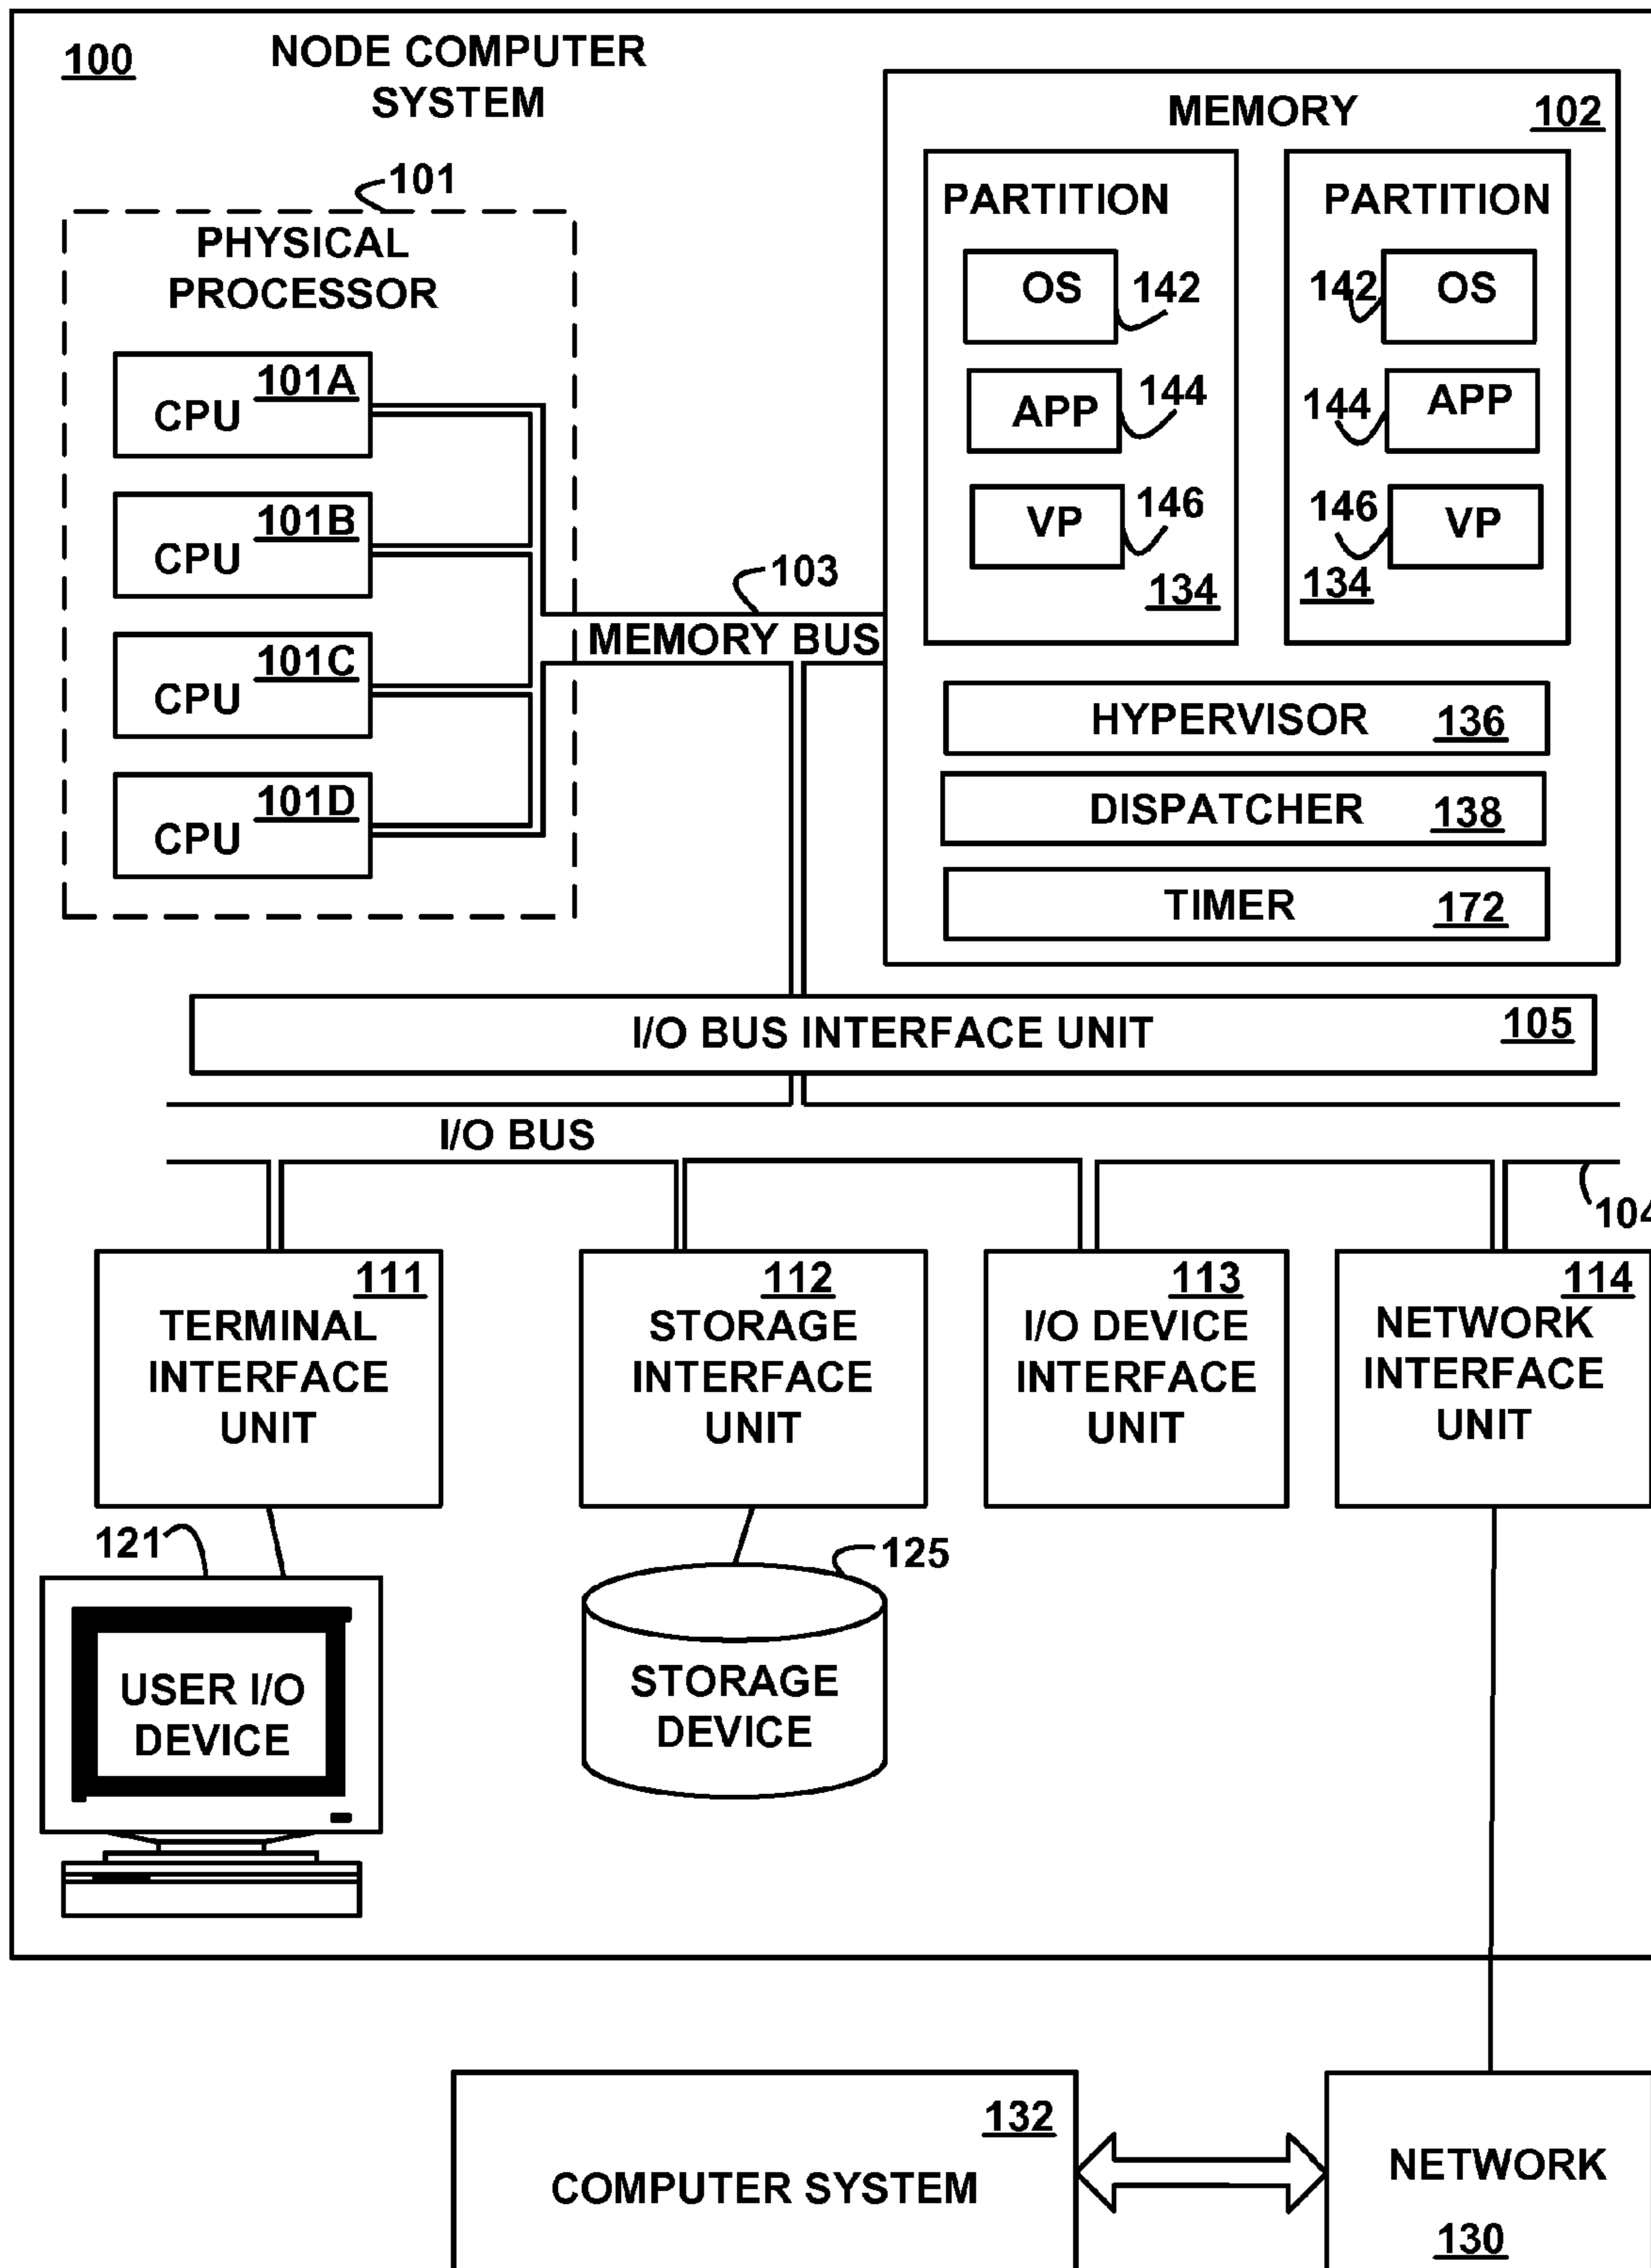 100
NODE COMPUTER
SYSTEM
101
PHYSICAL
PROCESSOR
101A
CPU
101B
CPU
101C
CPU
101D
CPU
103
MEMORY BUS
MEMORY
102
PARTITION
OS
142
APP
144
VP
146
134
PARTITION
142
OS
144
APP
146
VP
134
HYPERVISOR
136
DISPATCHER
138
TIMER
172
I/O BUS INTERFACE UNIT
105
I/O BUS
104
111
TERMINAL
INTERFACE
UNIT
112
STORAGE
INTERFACE
UNIT
113
I/O DEVICE
INTERFACE
UNIT
114
NETWORK
INTERFACE
UNIT
121
USER I/O
DEVICE
125
STORAGE
DEVICE
132
COMPUTER SYSTEM
NETWORK
130